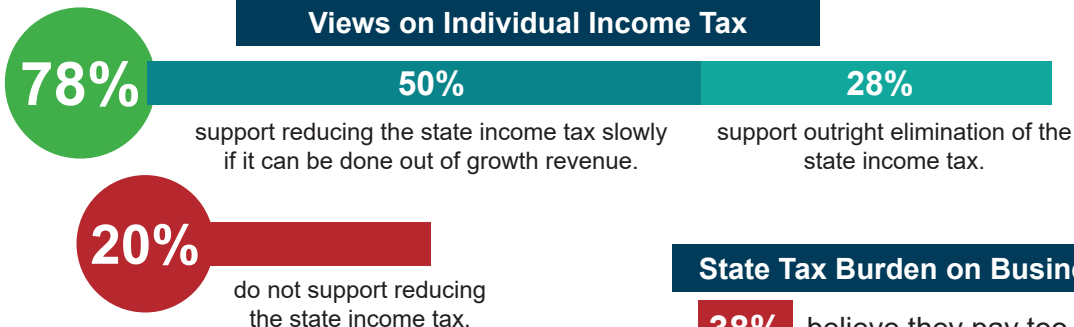 Views on Individual Income Tax
78%
50%
28%
support reducing the state income tax slowly
if it can be done out of growth revenue.
support outright elimination of the
state income tax.
20%
do not support reducing
the state income tax.
State Tax Burden on
38% believe they pay too